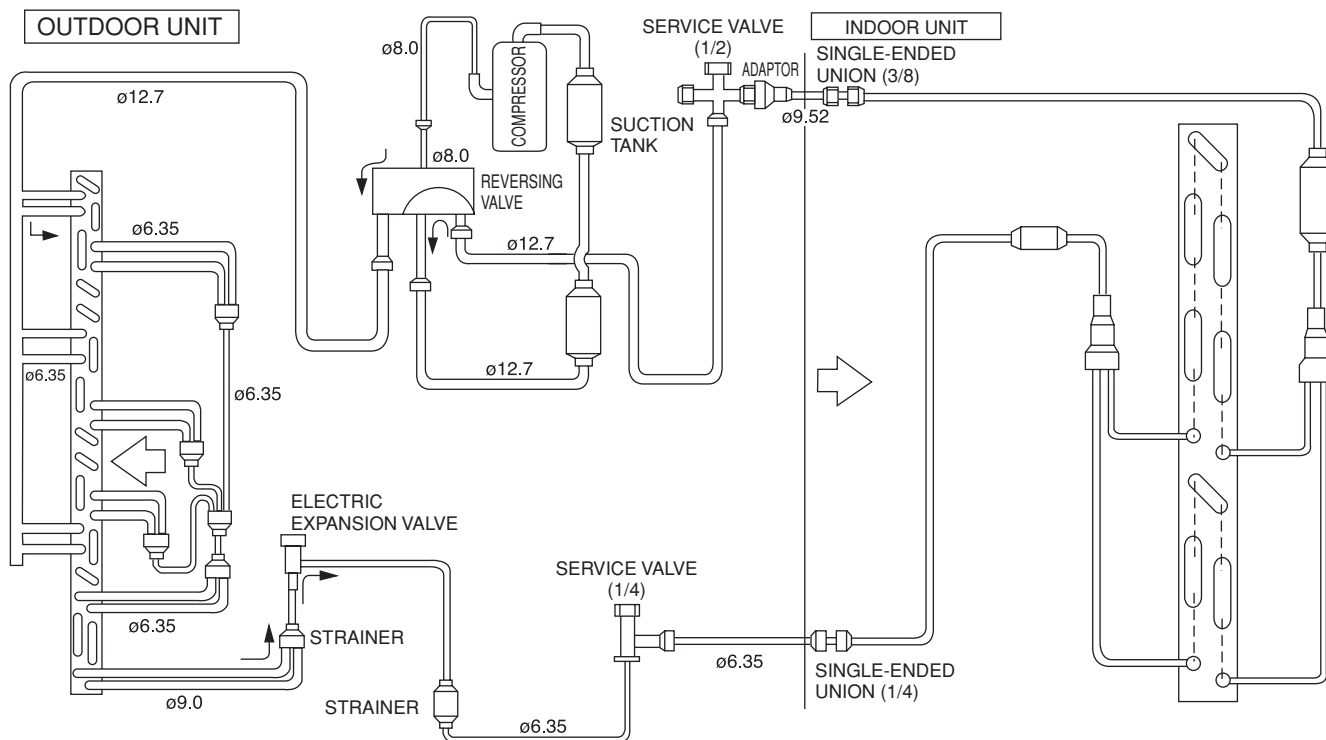 OUTDOOR UNIT
INDOOR UNIT
SERVICE VALVE
(1/2)
ADAPTOR
SINGLE-ENDED
UNION (3/8)
ø8.0
COMPRESSOR
ø12.7
ø9.52
SUCTION
TANK
ø8.0
REVERSING
VALVE
ø6.35
ø12.7
ø12.7
ø6.35
ø6.35
ELECTRIC
EXPANSION VALVE
SERVICE VALVE
(1/4)
ø6.35
STRAINER
ø6.35
SINGLE-ENDED
UNION (1/4)
ø9.0
STRAINER
ø6.35